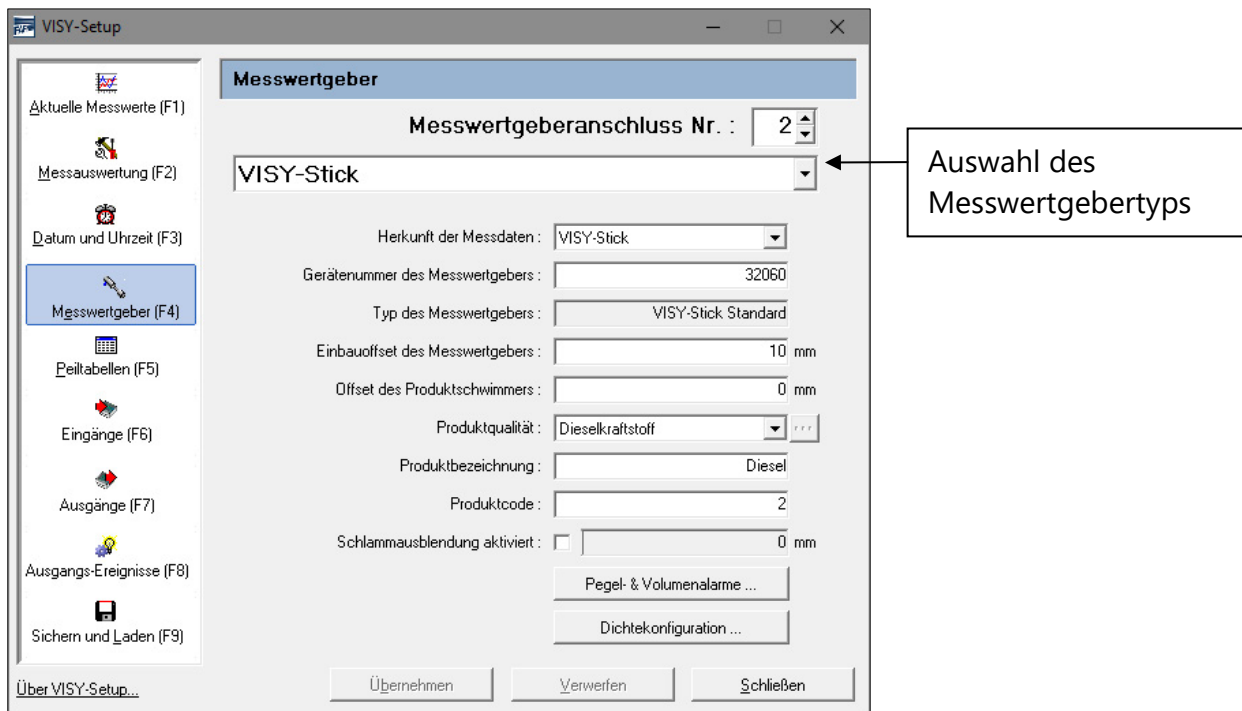 VISY-Setup
Aktuelle Messwerte (F1)
Messauswertung (F2)
Datum und Uhrzeit (F3)
Messwertgeber (F4)
Peiltabellen (F5)
Eingänge (F6)
Ausgänge (F7)
Ausgangs-Ereignisse (F8)
Sichern und Laden (F9)
Über VISY-Setup...
Messwertgeber
Messwertgeberanschluss Nr. : 2
VISY-Stick
Herkunft der Messdaten : VISY-Stick
Gerätenummer des Messwertgebers : 32060
Typ des Messwertgebers : VISY-Stick Standard
Einbauoffset des Messwertgebers : 10 mm
Offset des Produktschwimmers : 0 mm
Produktqualität : Dieselkraftstoff ...
Produktbezeichnung : Diesel
Produktcode : 2
Schlammausblendung aktiviert : 0 mm
Pegel- & Volumenalarme ...
Dichtekonfiguration ...
Übernehmen Verwerfen Schließen
Auswahl des
Messwertgebertyps